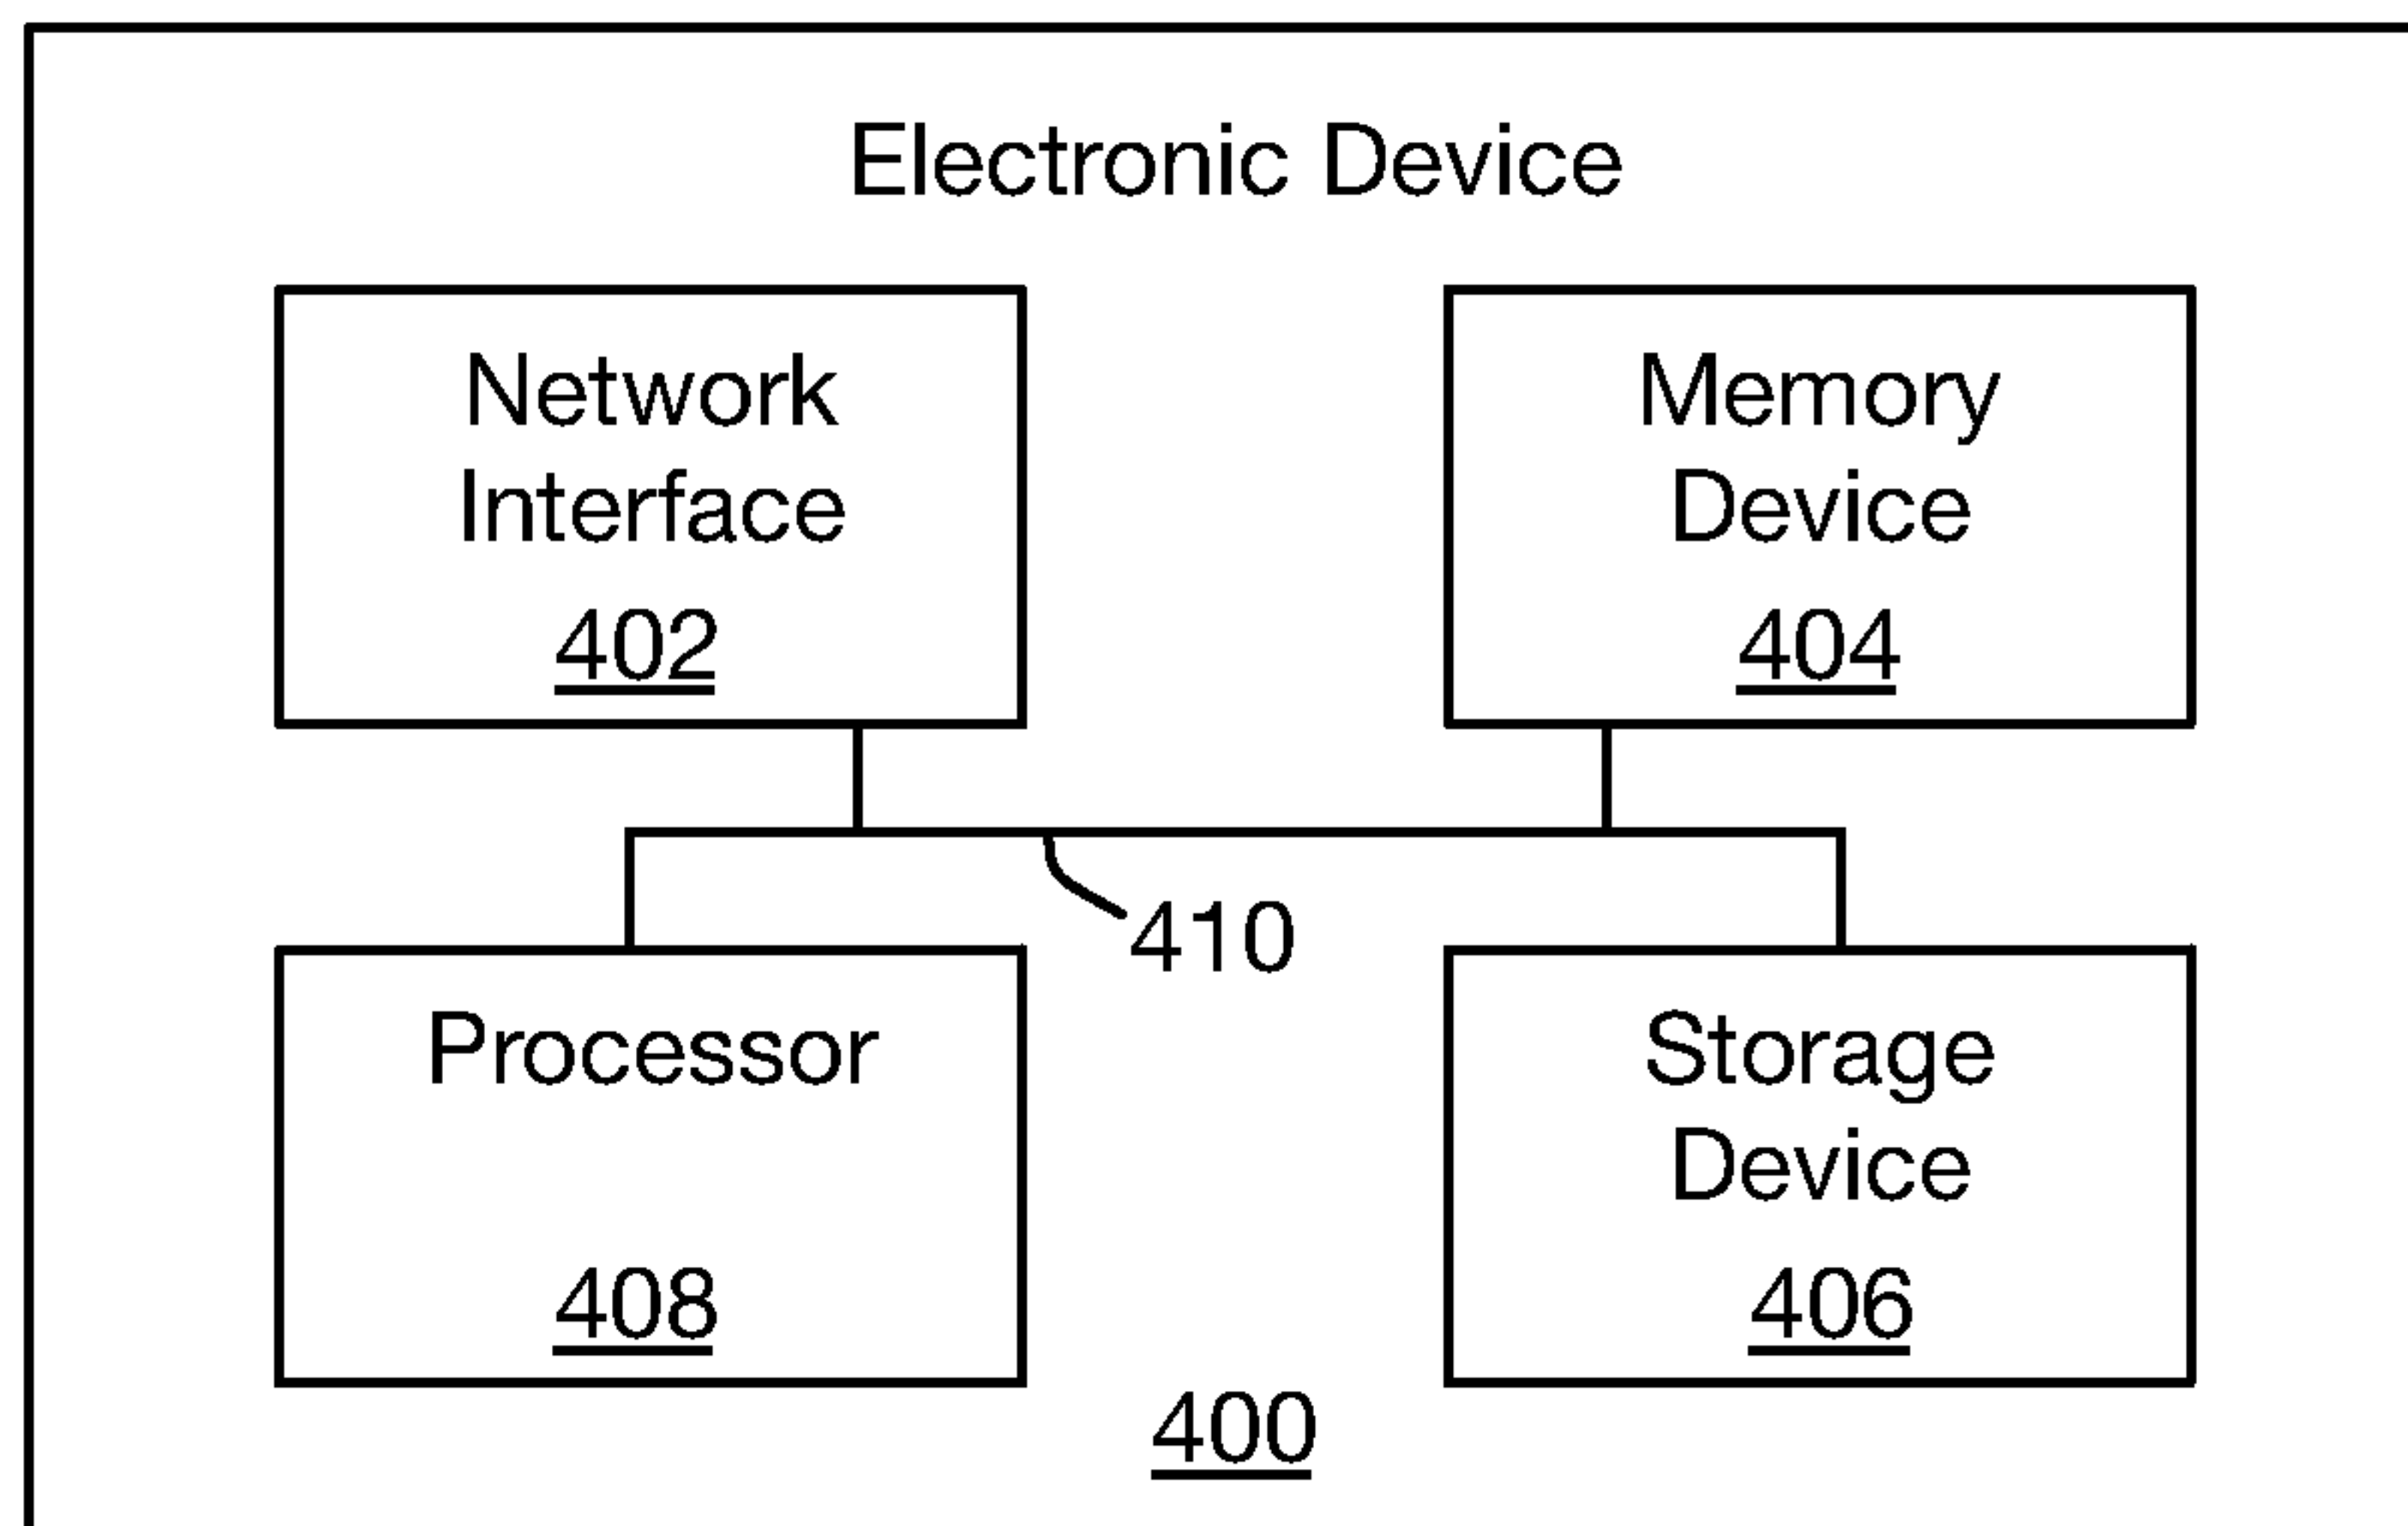 Electronic Device
Network
Interface
402
Memory
Device
404
410
Processor
408
Storage
Device
406
400